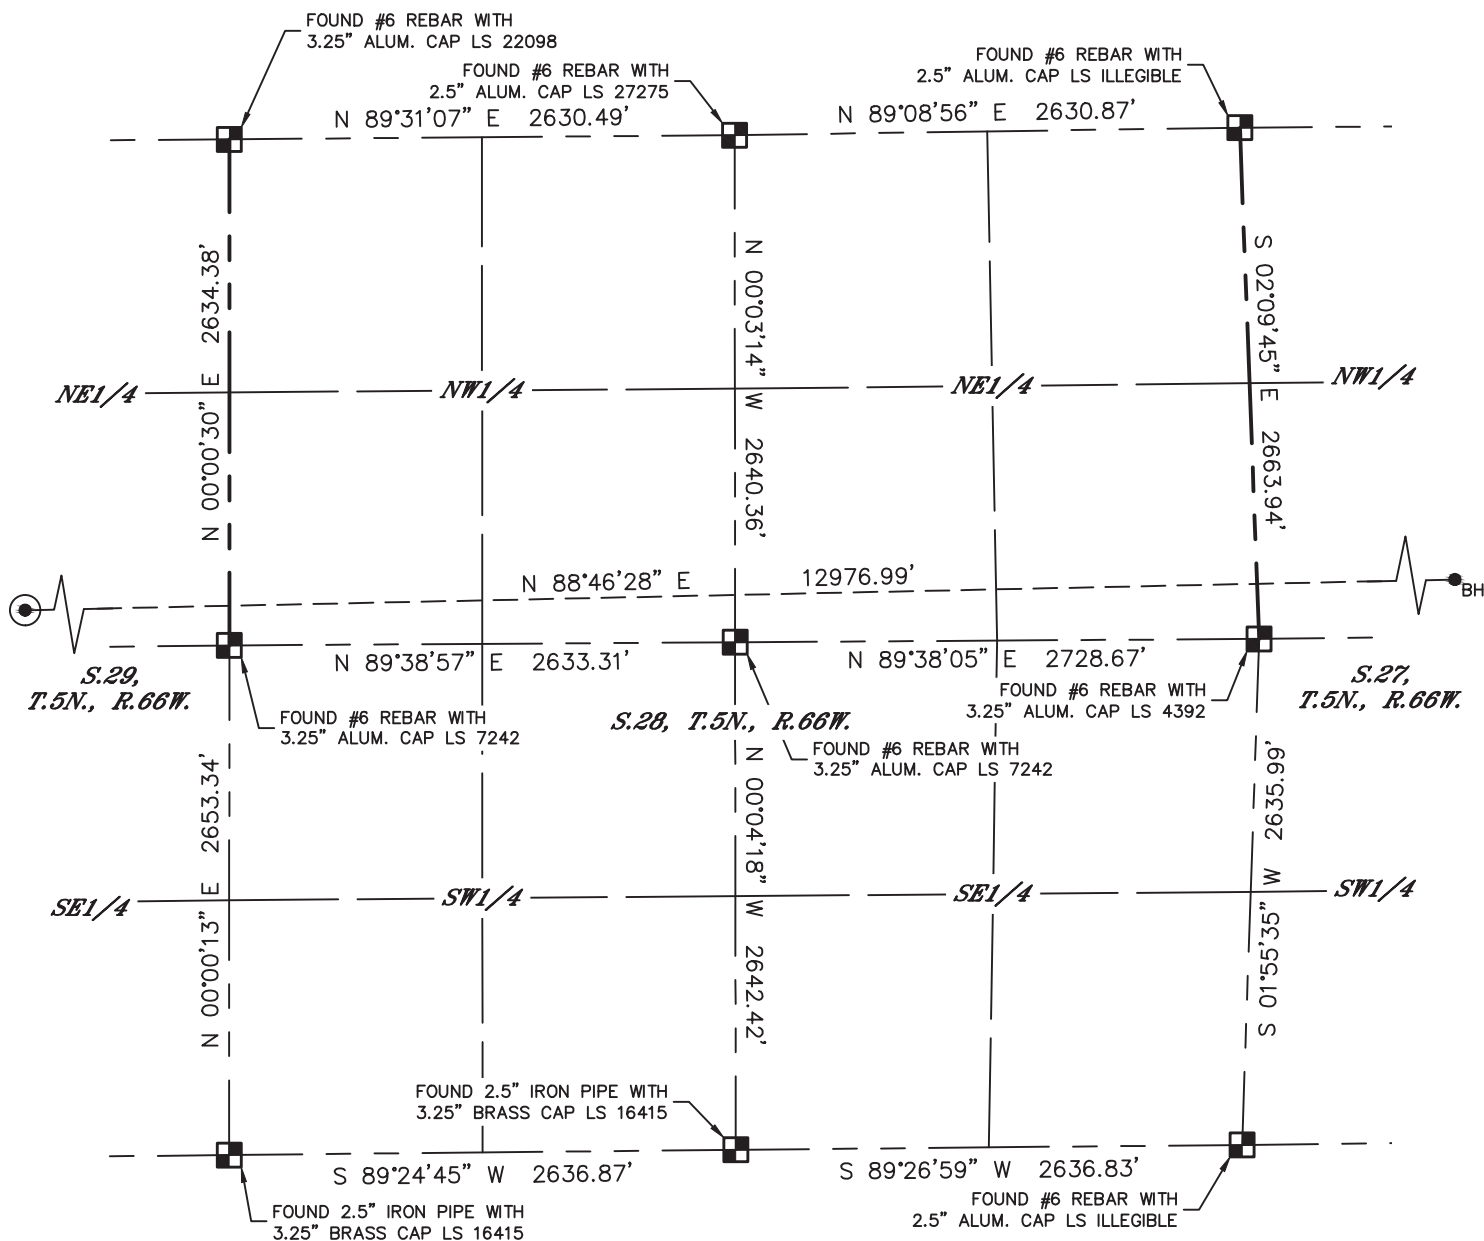 FOUND #6 REBAR WITH
3.25" ALUM. CAP LS 22098
FOUND #6 REBAR WITH
2.5" ALUM. CAP LS 27275
FOUND #6 REBAR WITH
2.5" ALUM. CAP LS ILLEGIBLE
N 89°31'07" E 2630.49'
N 89°08'56" E 2630.87'
N 00°00'30" E 2634.38'
N 00°03'14" W 2640.36'
S 02°09'45" E 2663.94'
NE1/4
NW1/4
NE1/4
NW1/4
N 88°46'28" E 12976.99'
BH
N 89°38'57" E 2633.31'
N 89°38'05" E 2728.67'
S.29,
T.5N., R.66W.
S.28, T.5N., R.66W.
S.27,
T.5N., R.66W.
FOUND #6 REBAR WITH
3.25" ALUM. CAP LS 7242
FOUND #6 REBAR WITH
3.25" ALUM. CAP LS 7242
FOUND #6 REBAR WITH
3.25" ALUM. CAP LS 4392
N 00°00'13" E 2653.34'
N 00°04'18" W 2642.42'
S 01°55'35" W 2635.99'
SE1/4
SW1/4
SE1/4
SW1/4
FOUND 2.5" IRON PIPE WITH
3.25" BRASS CAP LS 16415
S 89°24'45" W 2636.87'
S 89°26'59" W 2636.83'
FOUND 2.5" IRON PIPE WITH
3.25" BRASS CAP LS 16415
FOUND #6 REBAR WITH
2.5" ALUM. CAP LS ILLEGIBLE